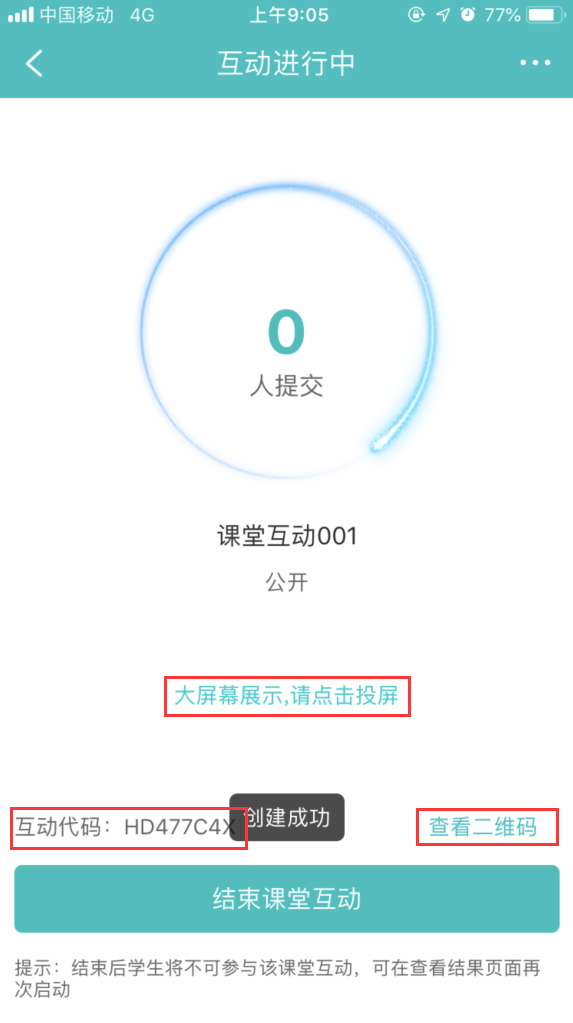 中国移动 4G 上午9:05 77%
互动进行中
0
人提交
课堂互动001
公开
大屏幕展示,请点击投屏
互动代码：HD477C4X 创建成功 查看二维码
结束课堂互动
提示：结束后学生将不可参与该课堂互动，可在查看结果页面再
次启动